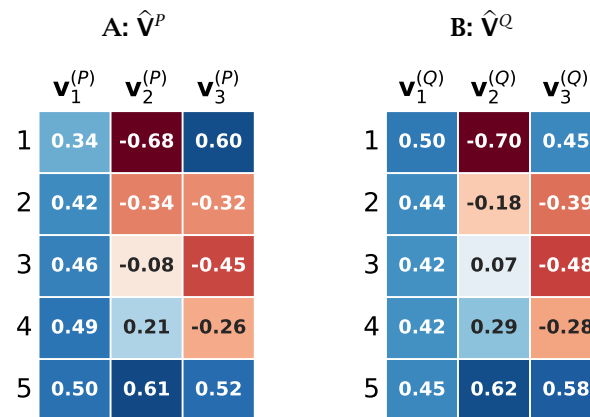 A: V̂ᴾ B: V̂^Q
v₁^(P) v₂^(P) v₃^(P) v₁^(Q) v₂^(Q) v₃^(Q)
1 0.34 -0.68 0.60 1 0.50 -0.70 0.45
2 0.42 -0.34 -0.32 2 0.44 -0.18 -0.39
3 0.46 -0.08 -0.45 3 0.42 0.07 -0.48
4 0.49 0.21 -0.26 4 0.42 0.29 -0.28
5 0.50 0.61 0.52 5 0.45 0.62 0.58